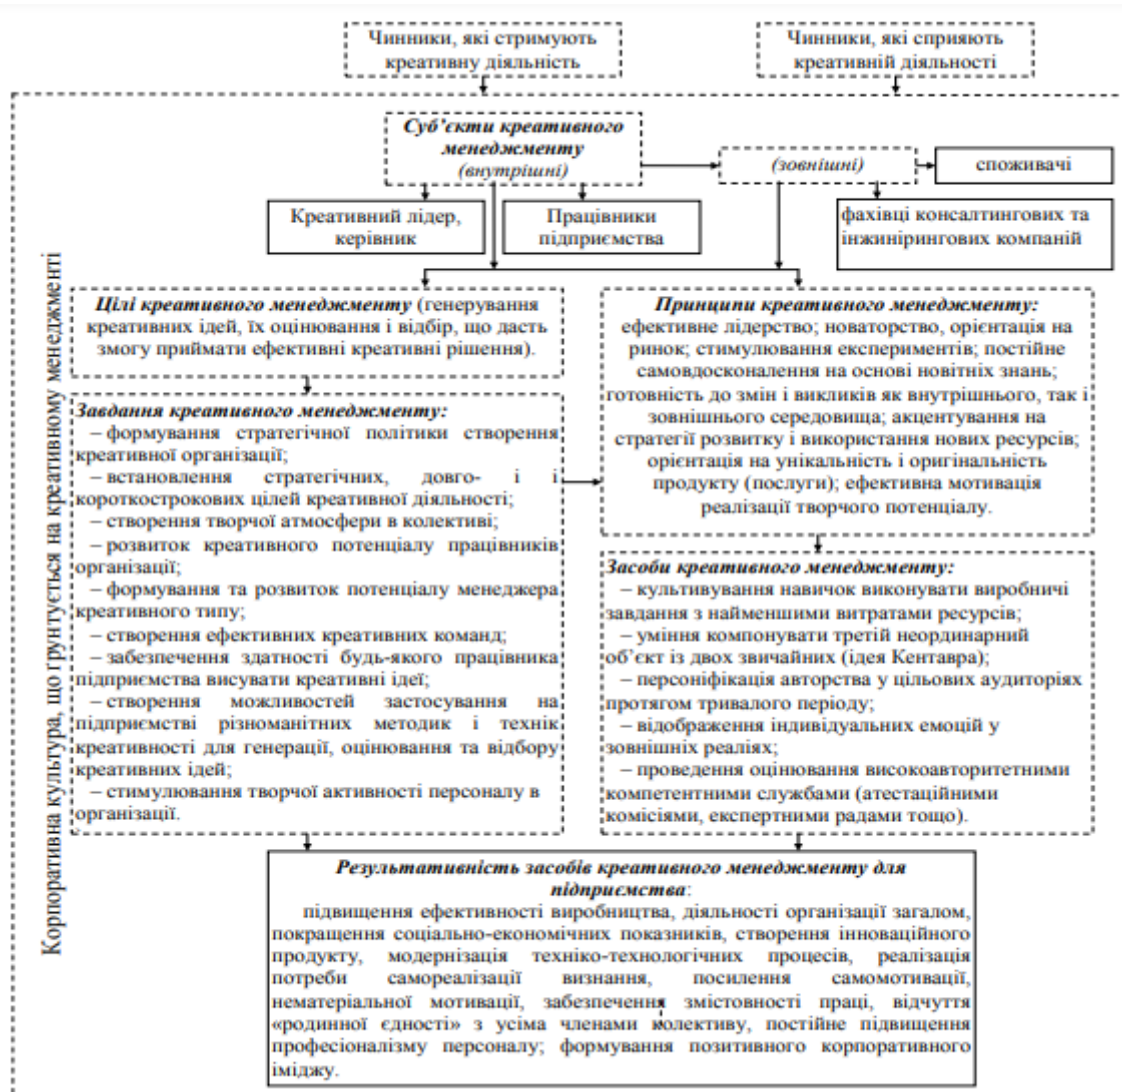 Чинники, які стримують
креативну діяльність
Чинники, які сприяють
креативній діяльності
Суб’єкти креативного
менеджменту
(внутрішні)
(зовнішні)
споживачі
Креативний лідер,
керівник
Працівники
підприємства
фахівці консалтингових та
інжинірингових компаній
Корпоративна культура, що ґрунтується на креативному менеджменті
Цілі креативного менеджменту (генерування
креативних ідей, їх оцінювання і відбір, що дасть
змогу приймати ефективні креативні рішення).
Принципи креативного менеджменту:
ефективне лідерство; новаторство, орієнтація на
ринок; стимулювання експериментів; постійне
самовдосконалення на основі новітніх знань;
готовність до змін і викликів як внутрішнього, так і
зовнішнього середовища; акцентування на
стратегії розвитку і використання нових ресурсів;
орієнтація на унікальність і оригінальність
продукту (послуги); ефективна мотивація
реалізації творчого потенціалу.
Завдання креативного менеджменту:
– формування стратегічної політики створення
креативної організації;
– встановлення стратегічних, довго- і і
короткострокових цілей креативної діяльності;
– створення творчої атмосфери в колективі;
– розвиток креативного потенціалу працівників
організації;
– формування та розвиток потенціалу менеджера
креативного типу;
– створення ефективних креативних команд;
– забезпечення здатності будь-якого працівника
підприємства висувати креативні ідеї;
– створення можливостей застосування на
підприємстві різноманітних методик і технік
креативності для генерації, оцінювання та відбору
креативних ідей;
– стимулювання творчої активності персоналу в
організації.
Засоби креативного менеджменту:
– культивування навичок виконувати виробничі
завдання з найменшими витратами ресурсів;
– уміння компонувати третій неординарний
об’єкт із двох звичайних (ідея Кентавра);
– персоніфікація авторства у цільових аудиторіях
протягом тривалого періоду;
– відображення індивідуальних емоцій у
зовнішніх реаліях;
– проведення оцінювання високоавторитетними
компетентними службами (атестаційними
комісіями, експертними радами тощо).
Результативність засобів креативного менеджменту для
підприємства:
підвищення ефективності виробництва, діяльності організації загалом,
покращення соціально-економічних показників, створення інноваційного
продукту, модернізація техніко-технологічних процесів, реалізація
потреби самореалізації визнання, посилення самомотивації,
нематеріальної мотивації, забезпечення змістовності праці, відчуття
«родинної єдності» з усіма членами колективу, постійне підвищення
професіоналізму персоналу; формування позитивного корпоративного
іміджу.